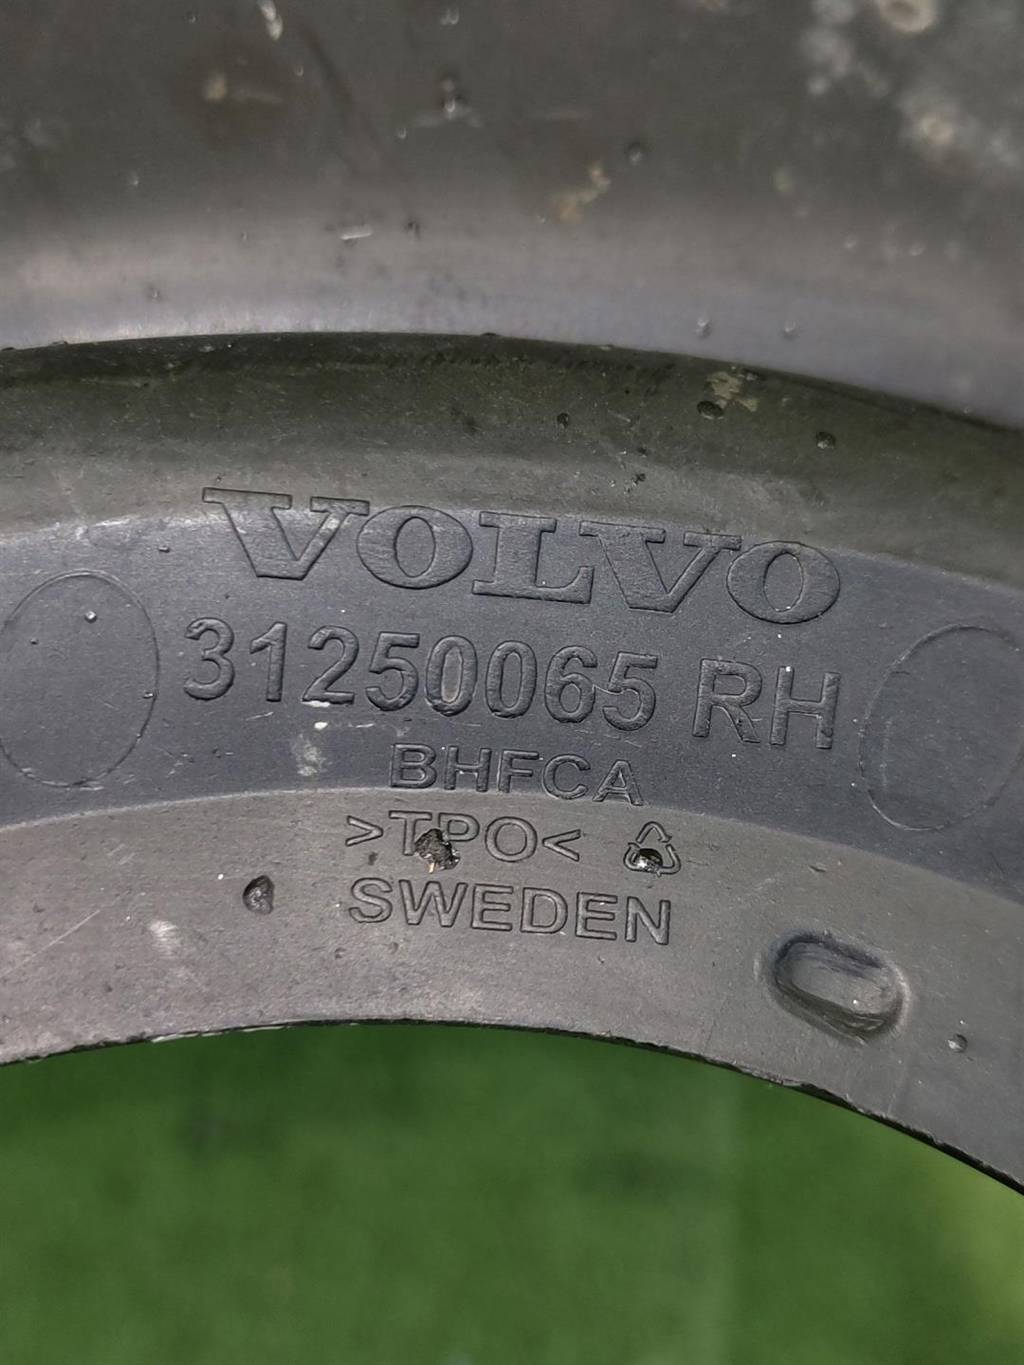 VOLVO
31250065 RH
BHFCA
>TPO<
SWEDEN